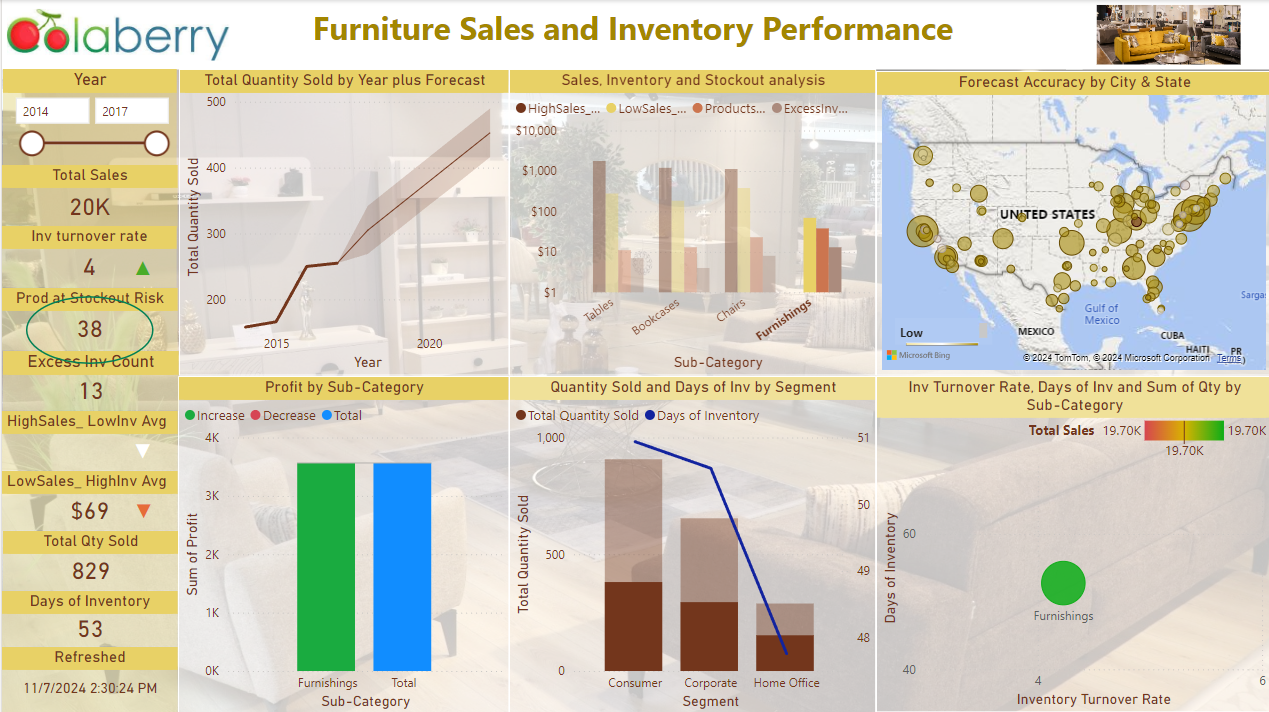 Colaberry
Furniture Sales and Inventory Performance
Year
2014
2017
Total Sales
20K
Inv turnover rate
4
Prod at Stockout Risk
38
Excess Inv Count
13
HighSales_ LowInv Avg
LowSales_ HighInv Avg
$69
Total Qty Sold
829
Days of Inventory
53
Refreshed
11/7/2024 2:30:24 PM
Total Quantity Sold by Year plus Forecast
500
400
300
200
Total Quantity Sold
2015
2020
Year
Sales, Inventory and Stockout analysis
HighSales_... LowSales_... Products... ExcessInv...
$10,000
$1,000
$100
$10
$1
Tables
Bookcases
Chairs
Furnishings
Sub-Category
Forecast Accuracy by City & State
UNITED STATES
Gulf of
Mexico
Sargas
MEXICO
CUBA
HAITI
PR
Low
Microsoft Bing
© 2024 TomTom, © 2024 Microsoft Corporation Terms
Profit by Sub-Category
Increase Decrease Total
4K
3K
2K
1K
0K
Sum of Profit
Furnishings
Total
Sub-Category
Quantity Sold and Days of Inv by Segment
Total Quantity Sold Days of Inventory
1,000
500
0
Total Quantity Sold
51
50
49
48
Consumer
Corporate
Home Office
Segment
Inv Turnover Rate, Days of Inv and Sum of Qty by
Sub-Category
Total Sales 19.70K 19.70K
19.70K
60
40
Days of Inventory
Furnishings
4
6
Inventory Turnover Rate